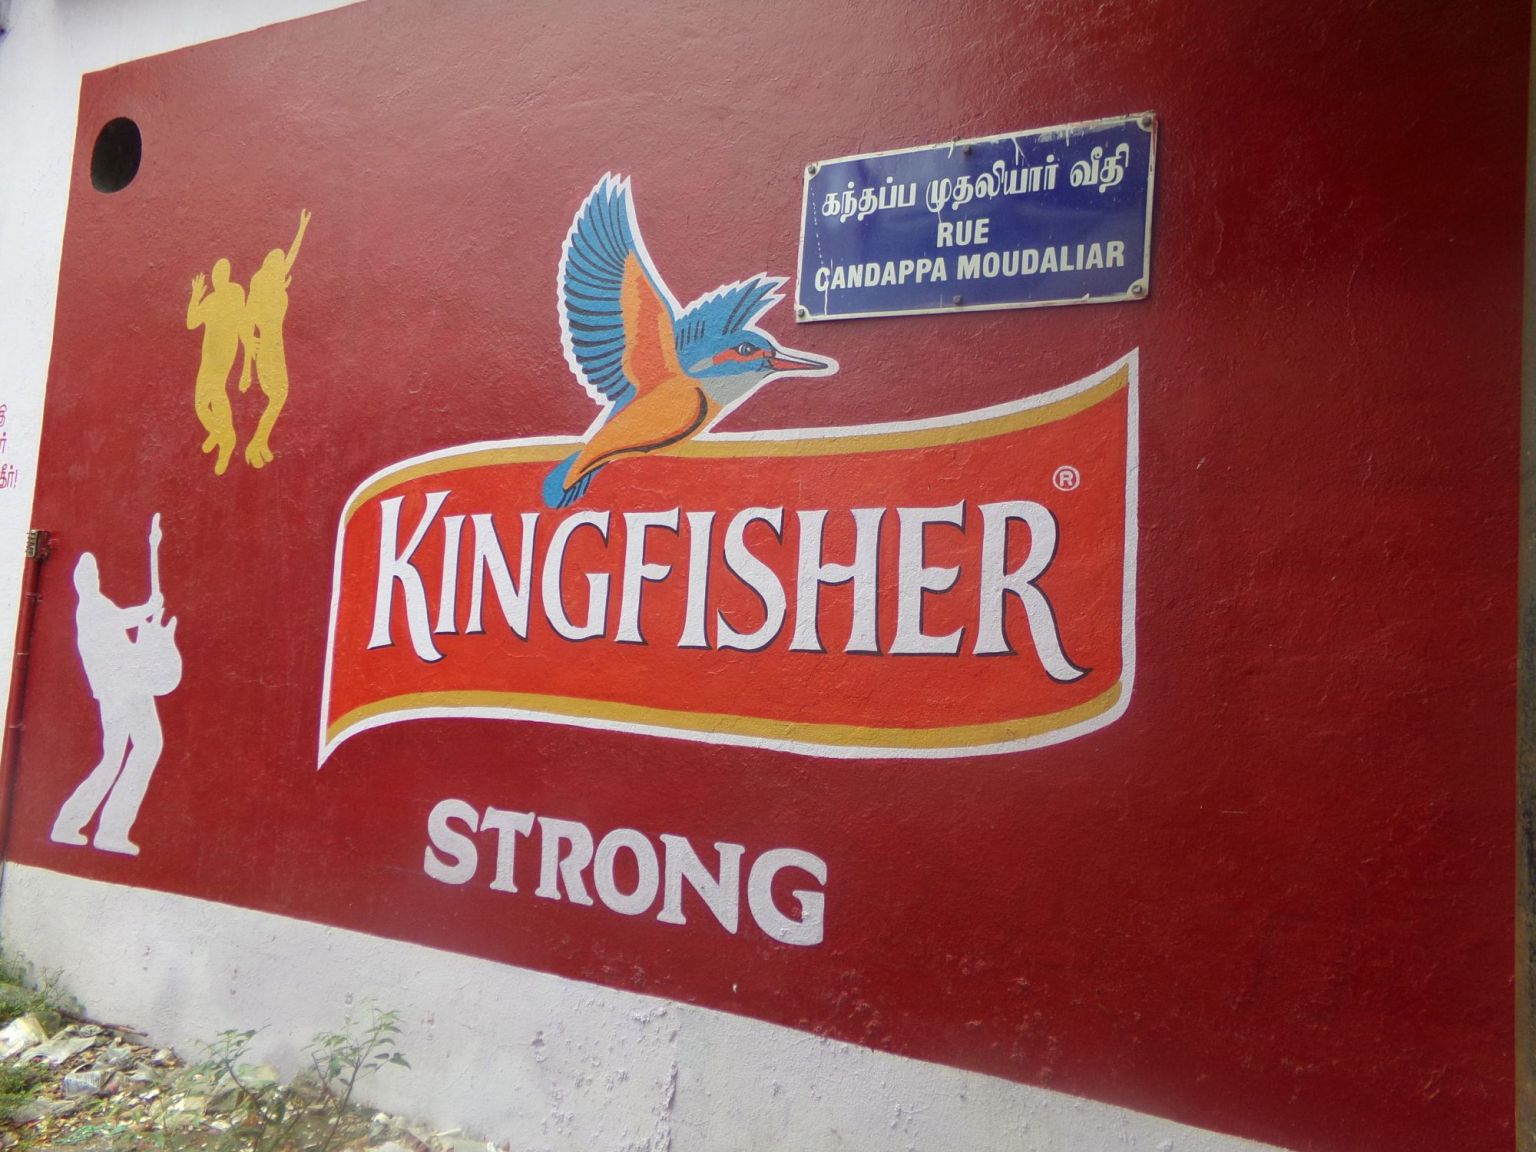 கந்தப்ப முதலியார் வீதி
RUE
CANDAPPA MOUDALIAR
KINGFISHER ®
STRONG